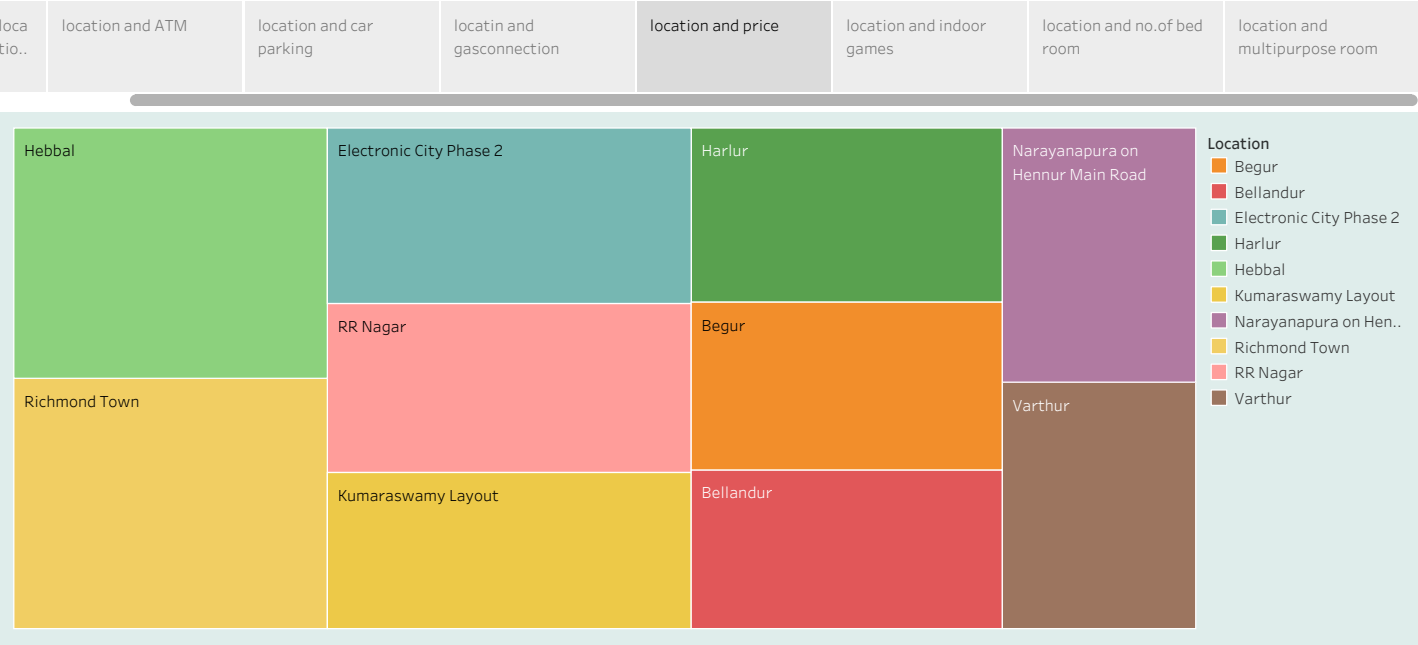 loca
tio..
location and ATM
location and car
parking
locatin and
gasconnection
location and price
location and indoor
games
location and no.of bed
room
location and
multipurpose room
Hebbal
Richmond Town
Electronic City Phase 2
RR Nagar
Kumaraswamy Layout
Harlur
Begur
Bellandur
Narayanapura on
Hennur Main Road
Varthur
Location
Begur
Bellandur
Electronic City Phase 2
Harlur
Hebbal
Kumaraswamy Layout
Narayanapura on Hen..
Richmond Town
RR Nagar
Varthur